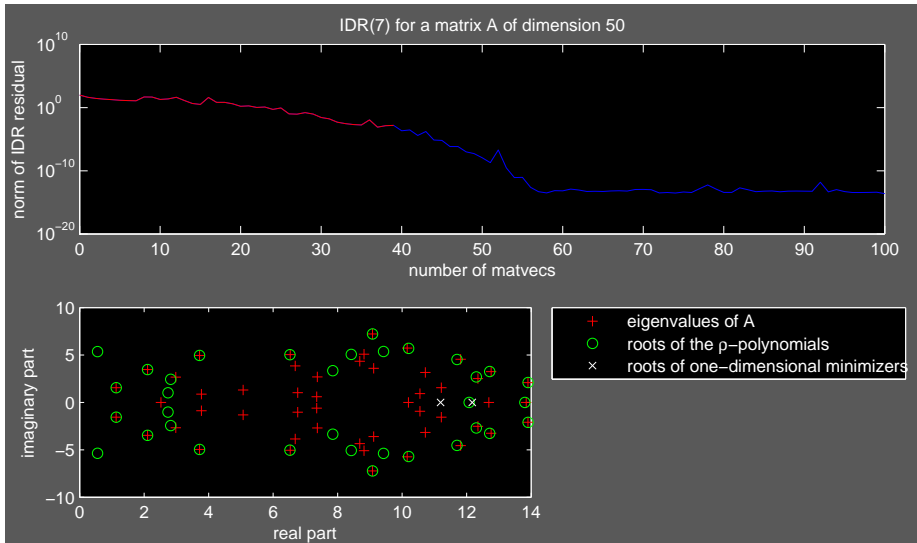 IDR(7) for a matrix A of dimension 50
norm of IDR residual
10^10
10^0
10^-10
10^-20
0 10 20 30 40 50 60 70 80 90 100
number of matvecs
imaginary part
10
5
0
−5
−10
0 2 4 6 8 10 12 14
real part
eigenvalues of A
roots of the ρ−polynomials
roots of one−dimensional minimizers